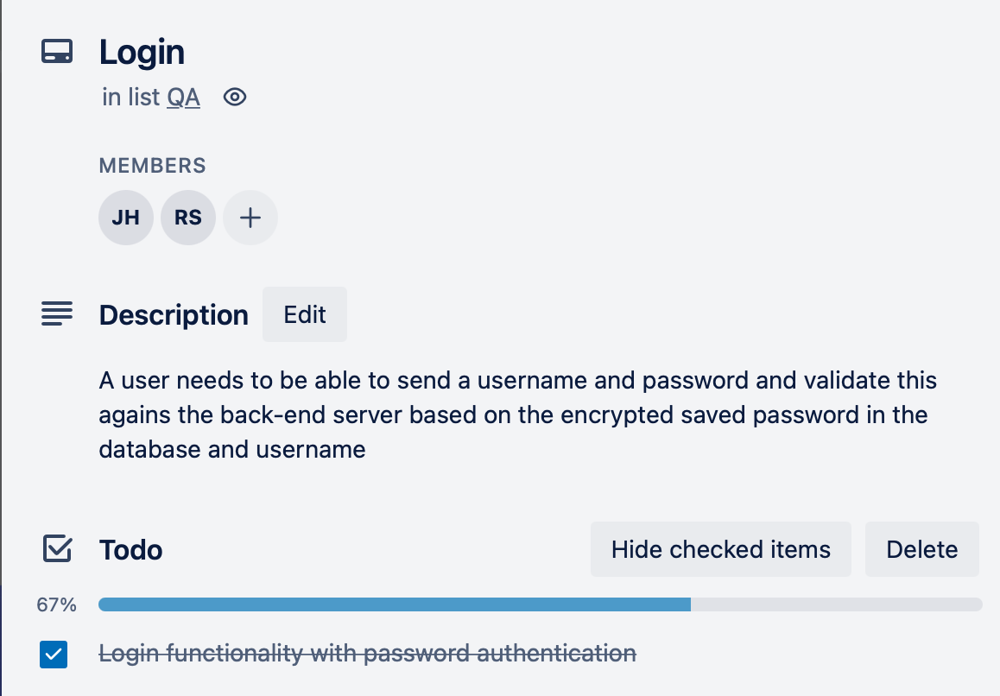 Login
in list QA
MEMBERS
JH RS
Description Edit
A user needs to be able to send a username and password and validate this
agains the back-end server based on the encrypted saved password in the
database and username
Todo Hide checked items Delete
67%
Login functionality with password authentication